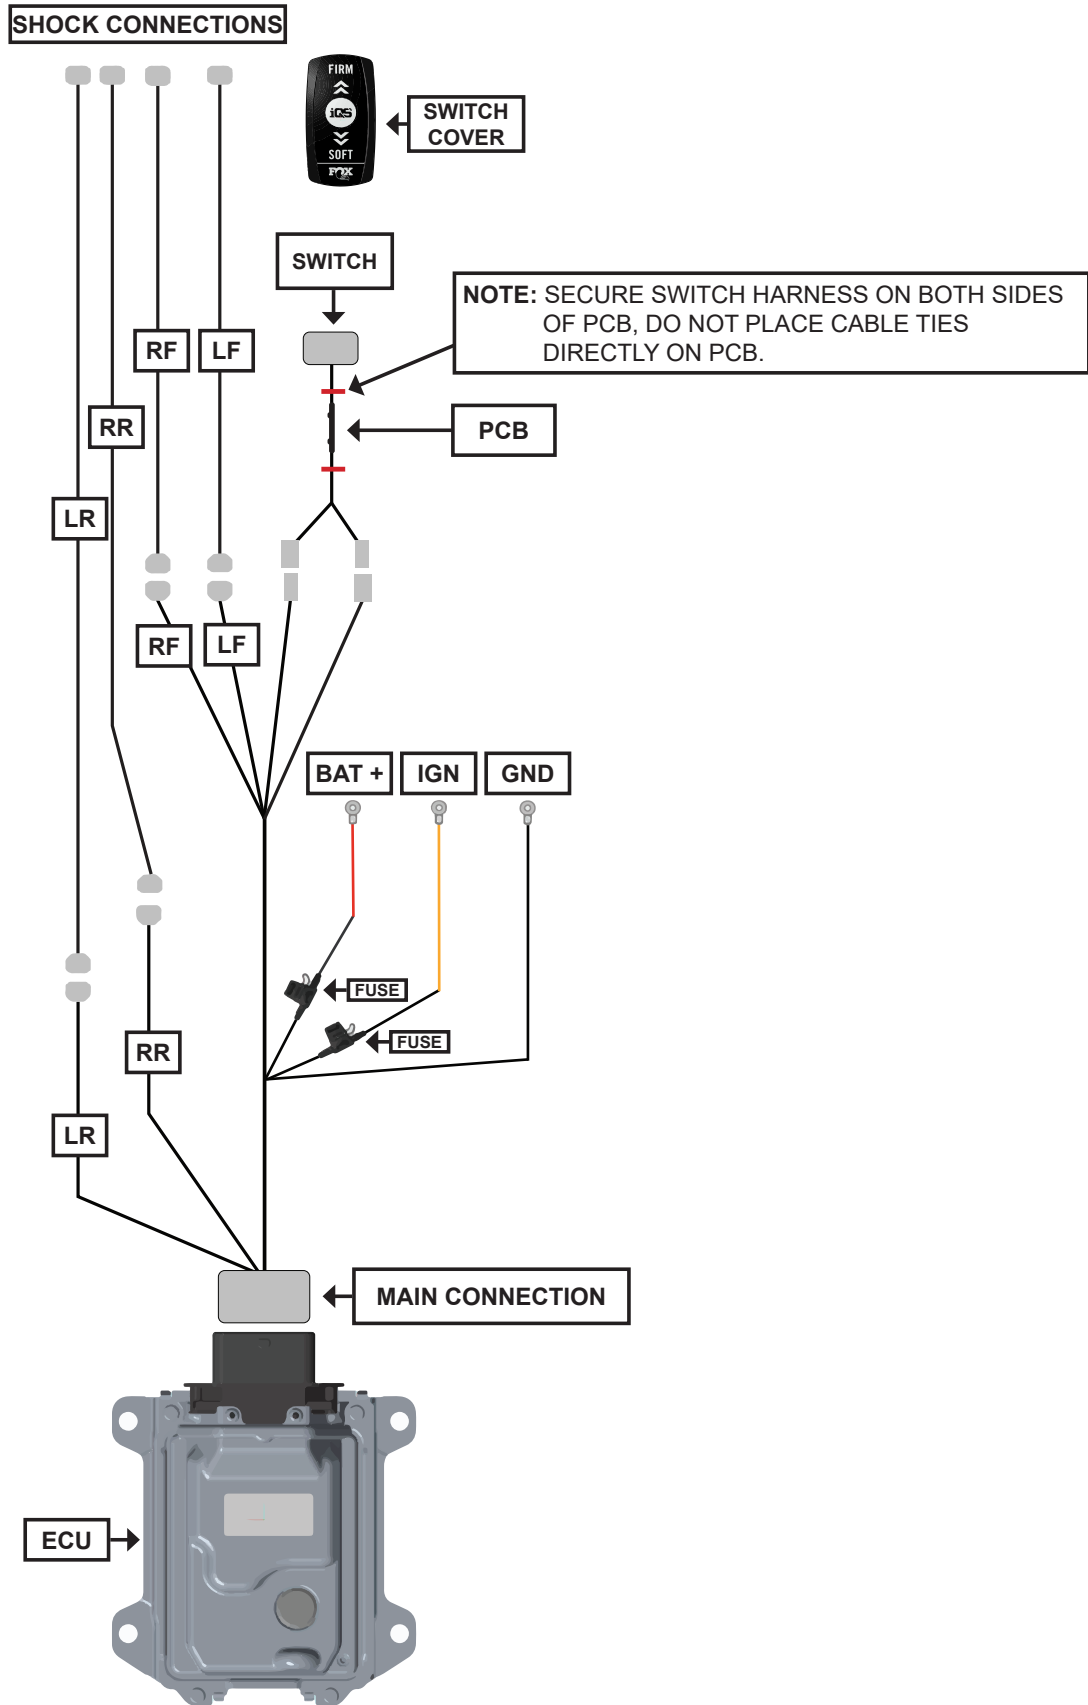 SHOCK CONNECTIONS
FIRM
iQS
SOFT
FOX
SWITCH
COVER
SWITCH
NOTE: SECURE SWITCH HARNESS ON BOTH SIDES
OF PCB, DO NOT PLACE CABLE TIES
DIRECTLY ON PCB.
RF
LF
RR
PCB
LR
RF
LF
BAT +
IGN
GND
FUSE
FUSE
RR
LR
MAIN CONNECTION
ECU